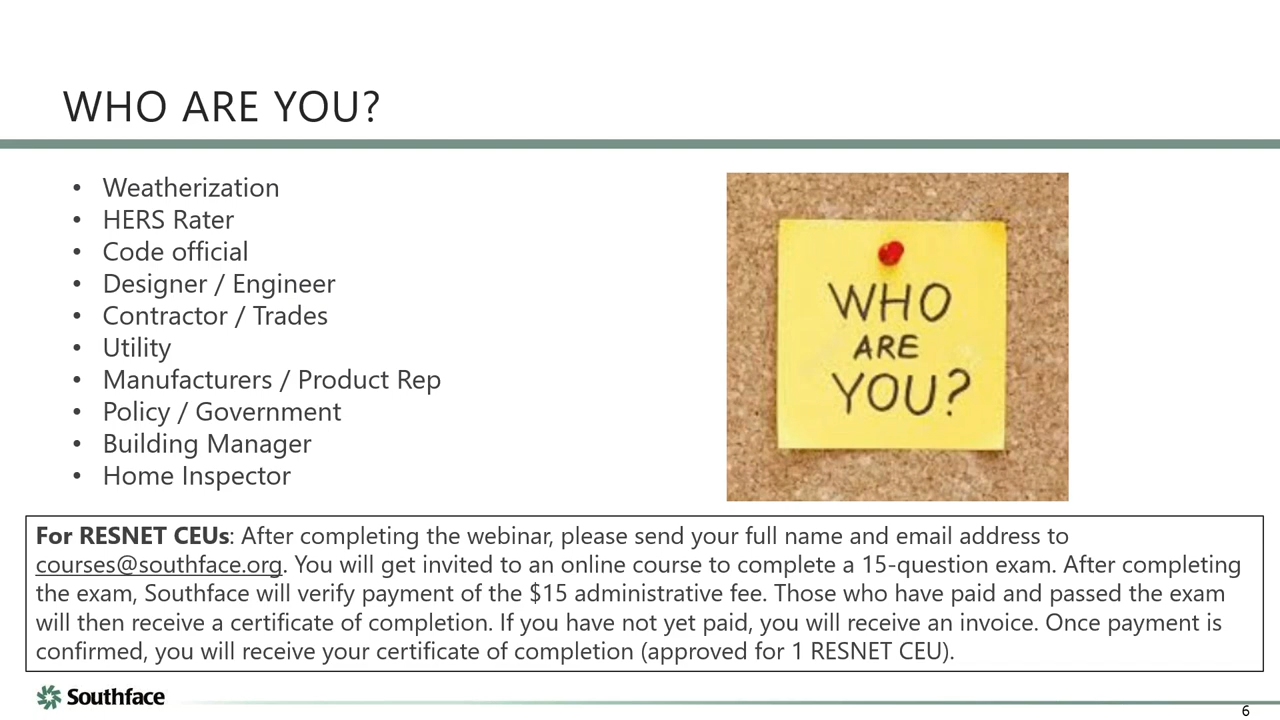 WHO ARE YOU?
• Weatherization
• HERS Rater
• Code official
• Designer / Engineer
• Contractor / Trades
• Utility
• Manufacturers / Product Rep
• Policy / Government
• Building Manager
• Home Inspector
WHO
ARE
YOU?
For RESNET CEUs: After completing the webinar, please send your full name and email address to
courses@southface.org. You will get invited to an online course to complete a 15-question exam. After completing
the exam, Southface will verify payment of the $15 administrative fee. Those who have paid and passed the exam
will then receive a certificate of completion. If you have not yet paid, you will receive an invoice. Once payment is
confirmed, you will receive your certificate of completion (approved for 1 RESNET CEU).
Southface
6